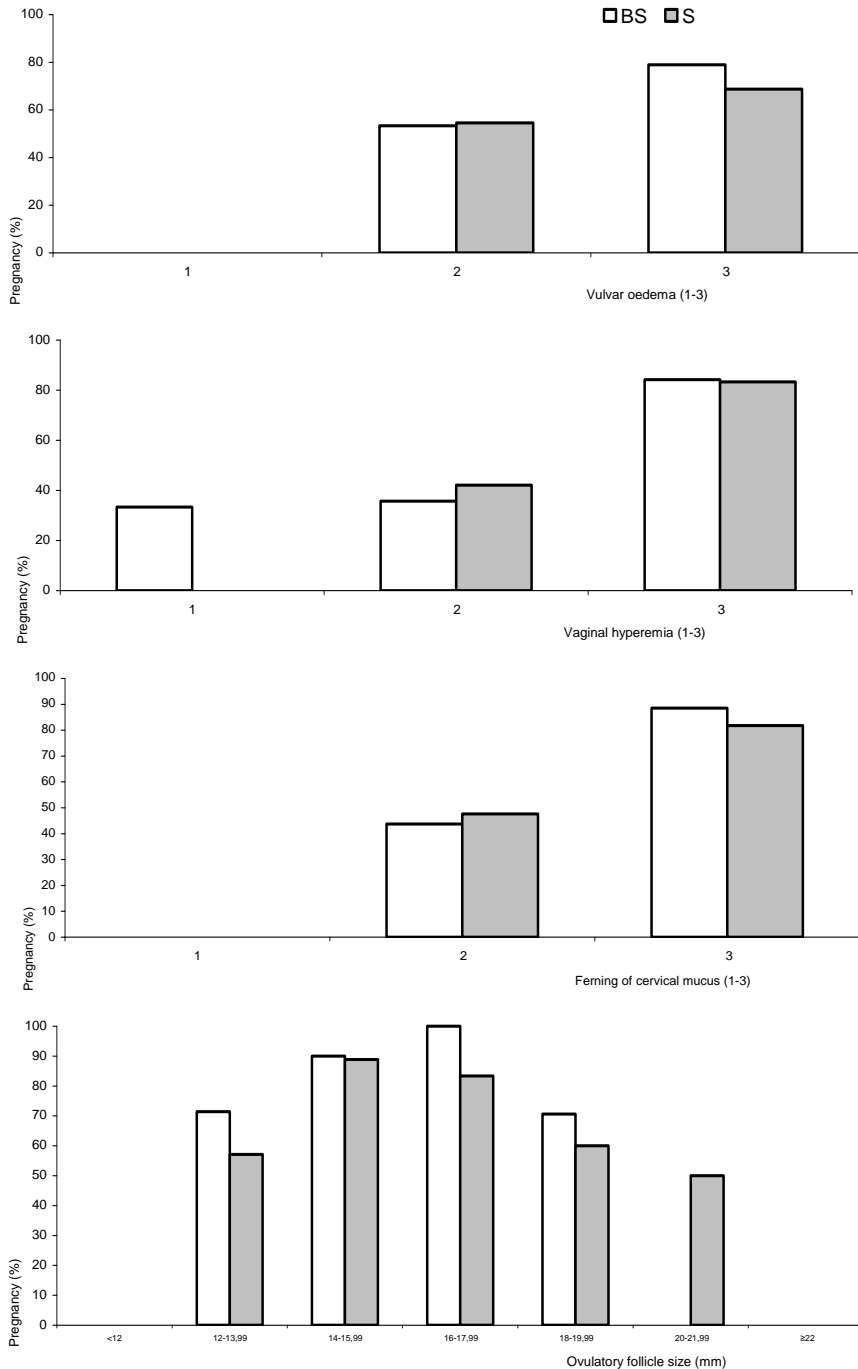 BS S
100
80
60
40
20
0
Pregnancy (%)
1 2 3
Vulvar oedema (1-3)
100
80
60
40
20
0
Pregnancy (%)
1 2 3
Vaginal hyperemia (1-3)
100
90
80
70
60
50
40
30
20
10
0
Pregnancy (%)
1 2 3
Ferning of cervical mucus (1-3)
100
90
80
70
60
50
40
30
20
10
0
Pregnancy (%)
<12 12-13,99 14-15,99 16-17,99 18-19,99 20-21,99 ≥22
Ovulatory follicle size (mm)